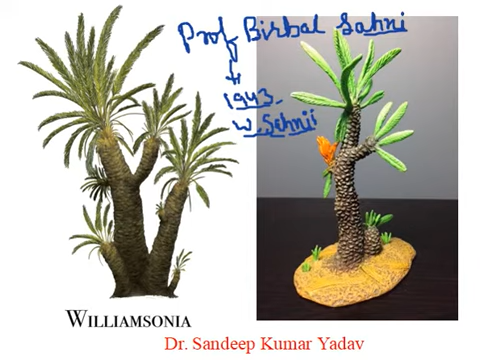 Prof Birbal Sahni
1943.
W. Sahnii
WILLIAMSONIA
Dr. Sandeep Kumar Yadav